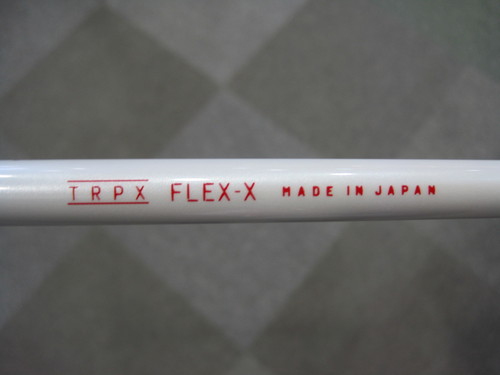 TRPX FLEX-X MADE IN JAPAN